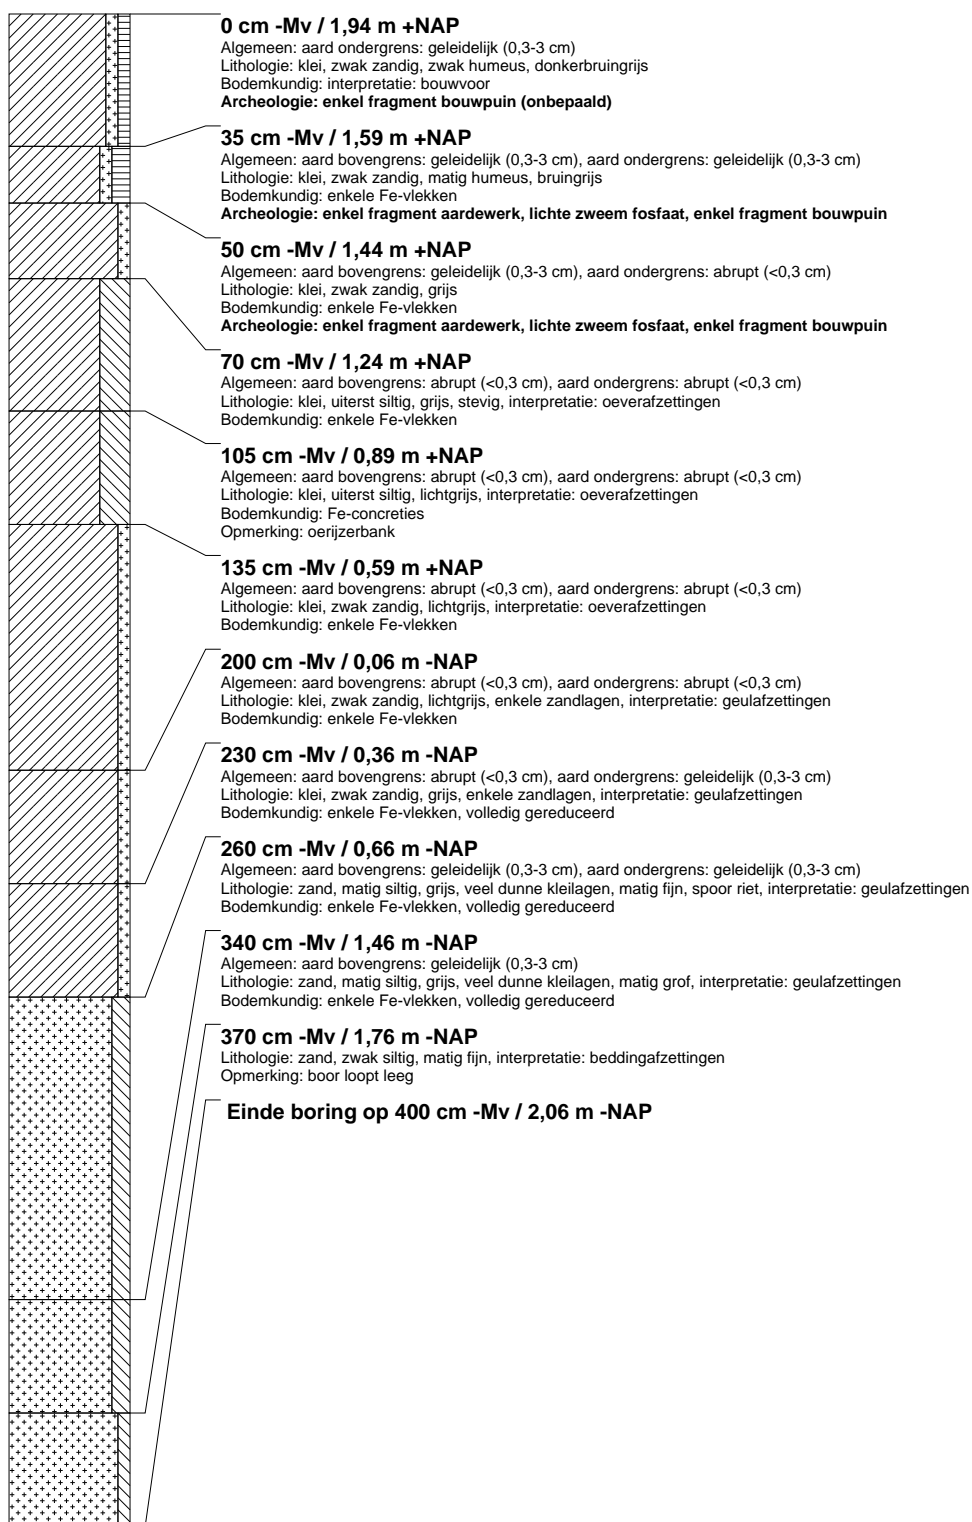 0 cm -Mv / 1,94 m +NAP
Algemeen: aard ondergrens: geleidelijk (0,3-3 cm)
Lithologie: klei, zwak zandig, zwak humeus, donkerbruingrijs
Bodemkundig: interpretatie: bouwvoor
Archeologie: enkel fragment bouwpuin (onbepaald)
35 cm -Mv / 1,59 m +NAP
Algemeen: aard bovengrens: geleidelijk (0,3-3 cm), aard ondergrens: geleidelijk (0,3-3 cm)
Lithologie: klei, zwak zandig, matig humeus, bruingrijs
Bodemkundig: enkele Fe-vlekken
Archeologie: enkel fragment aardewerk, lichte zweem fosfaat, enkel fragment bouwpuin
50 cm -Mv / 1,44 m +NAP
Algemeen: aard bovengrens: geleidelijk (0,3-3 cm), aard ondergrens: abrupt (<0,3 cm)
Lithologie: klei, zwak zandig, grijs
Bodemkundig: enkele Fe-vlekken
Archeologie: enkel fragment aardewerk, lichte zweem fosfaat, enkel fragment bouwpuin
70 cm -Mv / 1,24 m +NAP
Algemeen: aard bovengrens: abrupt (<0,3 cm), aard ondergrens: abrupt (<0,3 cm)
Lithologie: klei, uiterst siltig, grijs, stevig, interpretatie: oeverafzettingen
Bodemkundig: enkele Fe-vlekken
105 cm -Mv / 0,89 m +NAP
Algemeen: aard bovengrens: abrupt (<0,3 cm), aard ondergrens: abrupt (<0,3 cm)
Lithologie: klei, uiterst siltig, lichtgrijs, interpretatie: oeverafzettingen
Bodemkundig: Fe-concreties
Opmerking: oerijzerbank
135 cm -Mv / 0,59 m +NAP
Algemeen: aard bovengrens: abrupt (<0,3 cm), aard ondergrens: abrupt (<0,3 cm)
Lithologie: klei, zwak zandig, lichtgrijs, interpretatie: oeverafzettingen
Bodemkundig: enkele Fe-vlekken
200 cm -Mv / 0,06 m -NAP
Algemeen: aard bovengrens: abrupt (<0,3 cm), aard ondergrens: abrupt (<0,3 cm)
Lithologie: klei, zwak zandig, lichtgrijs, enkele zandlagen, interpretatie: geulafzettingen
Bodemkundig: enkele Fe-vlekken
230 cm -Mv / 0,36 m -NAP
Algemeen: aard bovengrens: abrupt (<0,3 cm), aard ondergrens: geleidelijk (0,3-3 cm)
Lithologie: klei, zwak zandig, grijs, enkele zandlagen, interpretatie: geulafzettingen
Bodemkundig: enkele Fe-vlekken, volledig gereduceerd
260 cm -Mv / 0,66 m -NAP
Algemeen: aard bovengrens: geleidelijk (0,3-3 cm), aard ondergrens: geleidelijk (0,3-3 cm)
Lithologie: zand, matig siltig, grijs, veel dunne kleilagen, matig fijn, spoor riet, interpretatie: geulafzettingen
Bodemkundig: enkele Fe-vlekken, volledig gereduceerd
340 cm -Mv / 1,46 m -NAP
Algemeen: aard bovengrens: geleidelijk (0,3-3 cm)
Lithologie: zand, matig siltig, grijs, veel dunne kleilagen, matig grof, interpretatie: geulafzettingen
Bodemkundig: enkele Fe-vlekken, volledig gereduceerd
370 cm -Mv / 1,76 m -NAP
Lithologie: zand, zwak siltig, matig fijn, interpretatie: beddingafzettingen
Opmerking: boor loopt leeg
Einde boring op 400 cm -Mv / 2,06 m -NAP